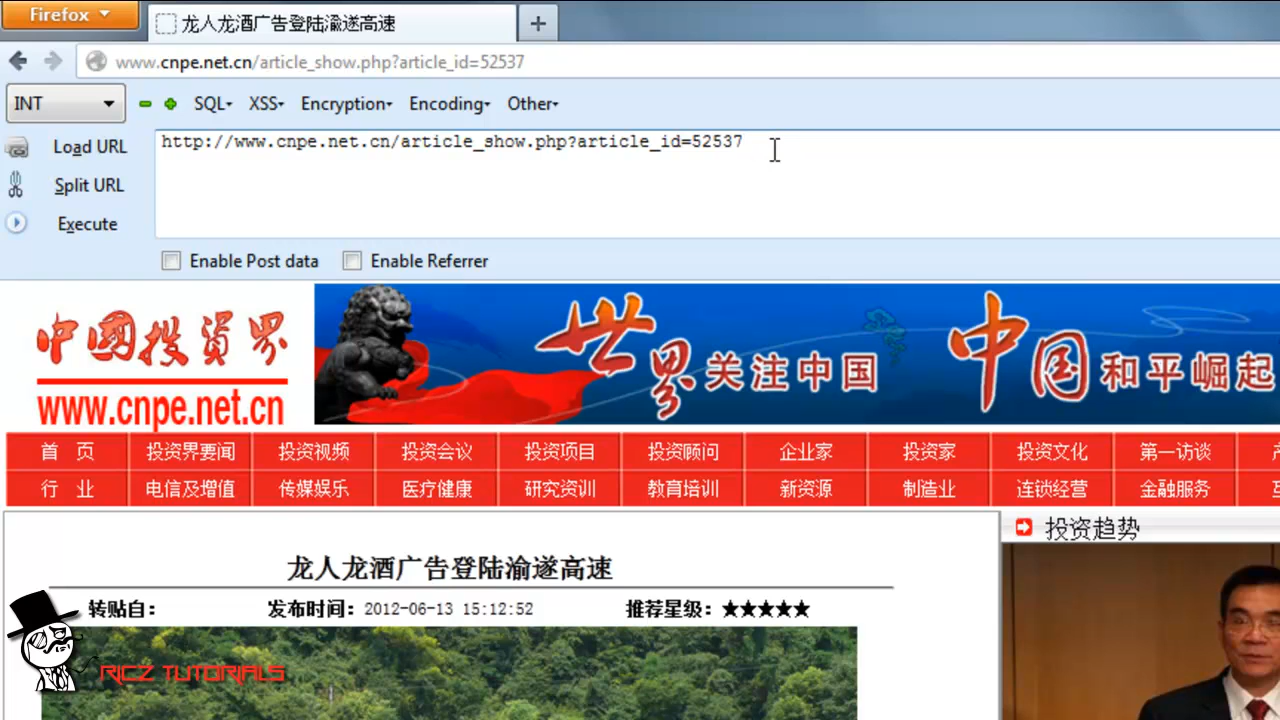 Firefox
龙人龙酒广告登陆渝遂高速
www.cnpe.net.cn/article_show.php?article_id=52537
INT SQL XSS Encryption Encoding Other
Load URL
http://www.cnpe.net.cn/article_show.php?article_id=52537
Split URL
Execute
Enable Post data Enable Referrer
中國投资界
www.cnpe.net.cn
世界关注中国 中国和平崛起
首 页 投资界要闻 投资视频 投资会议 投资项目 投资顾问 企业家 投资家 投资文化 第一访谈
行 业 电信及增值 传媒娱乐 医疗健康 研究资训 教育培训 新资源 制造业 连锁经营 金融服务
投资趋势
龙人龙酒广告登陆渝遂高速
转贴自: 发布时间: 2012-06-13 15:12:52 推荐星级: ★★★★★
RICZ TUTORIALS